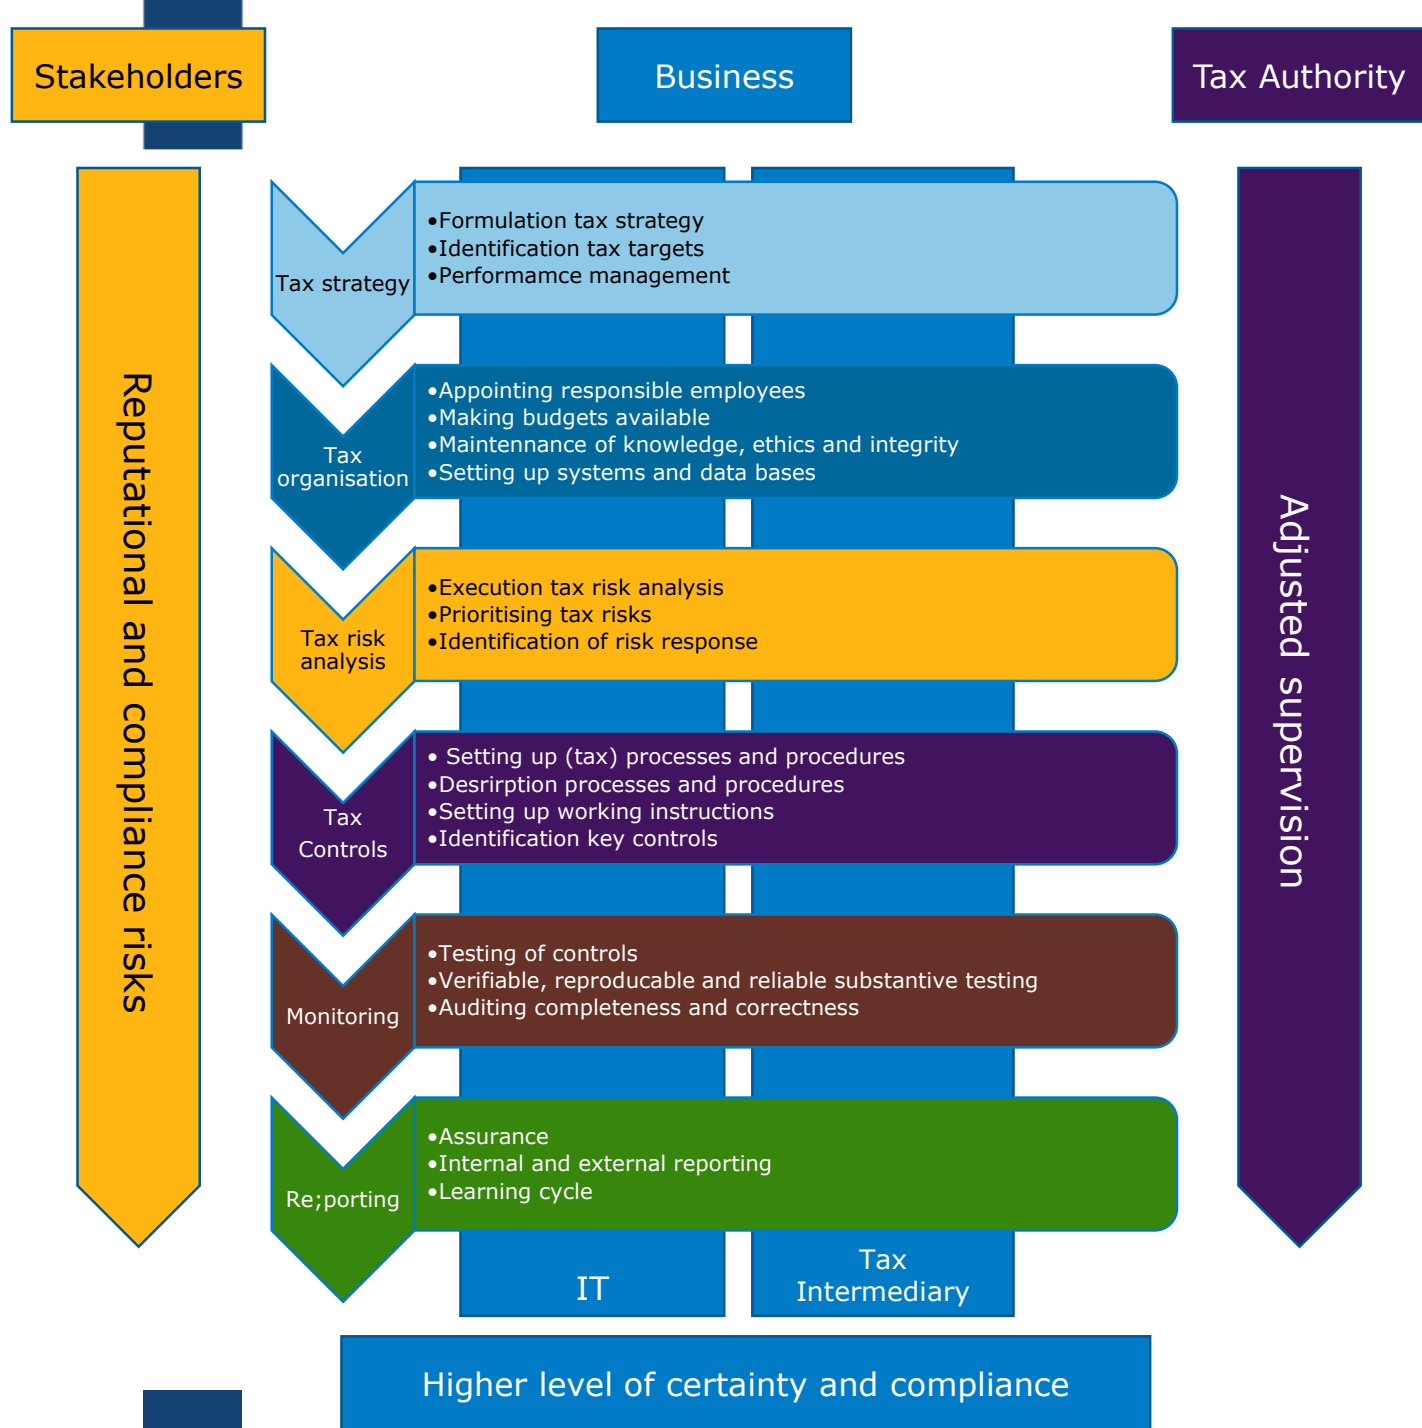 Stakeholders
Business
Tax Authority
Reputational and compliance risks
Tax strategy
•Formulation tax strategy
•Identification tax targets
•Performamce management
Tax
organisation
•Appointing responsible employees
•Making budgets available
•Maintennance of knowledge, ethics and integrity
•Setting up systems and data bases
Tax risk
analysis
•Execution tax risk analysis
•Prioritising tax risks
•Identification of risk response
Tax
Controls
• Setting up (tax) processes and procedures
•Desrirption processes and procedures
•Setting up working instructions
•Identification key controls
Monitoring
•Testing of controls
•Verifiable, reproducable and reliable substantive testing
•Auditing completeness and correctness
Re;porting
•Assurance
•Internal and external reporting
•Learning cycle
Adjusted supervision
IT
Tax
Intermediary
Higher level of certainty and compliance